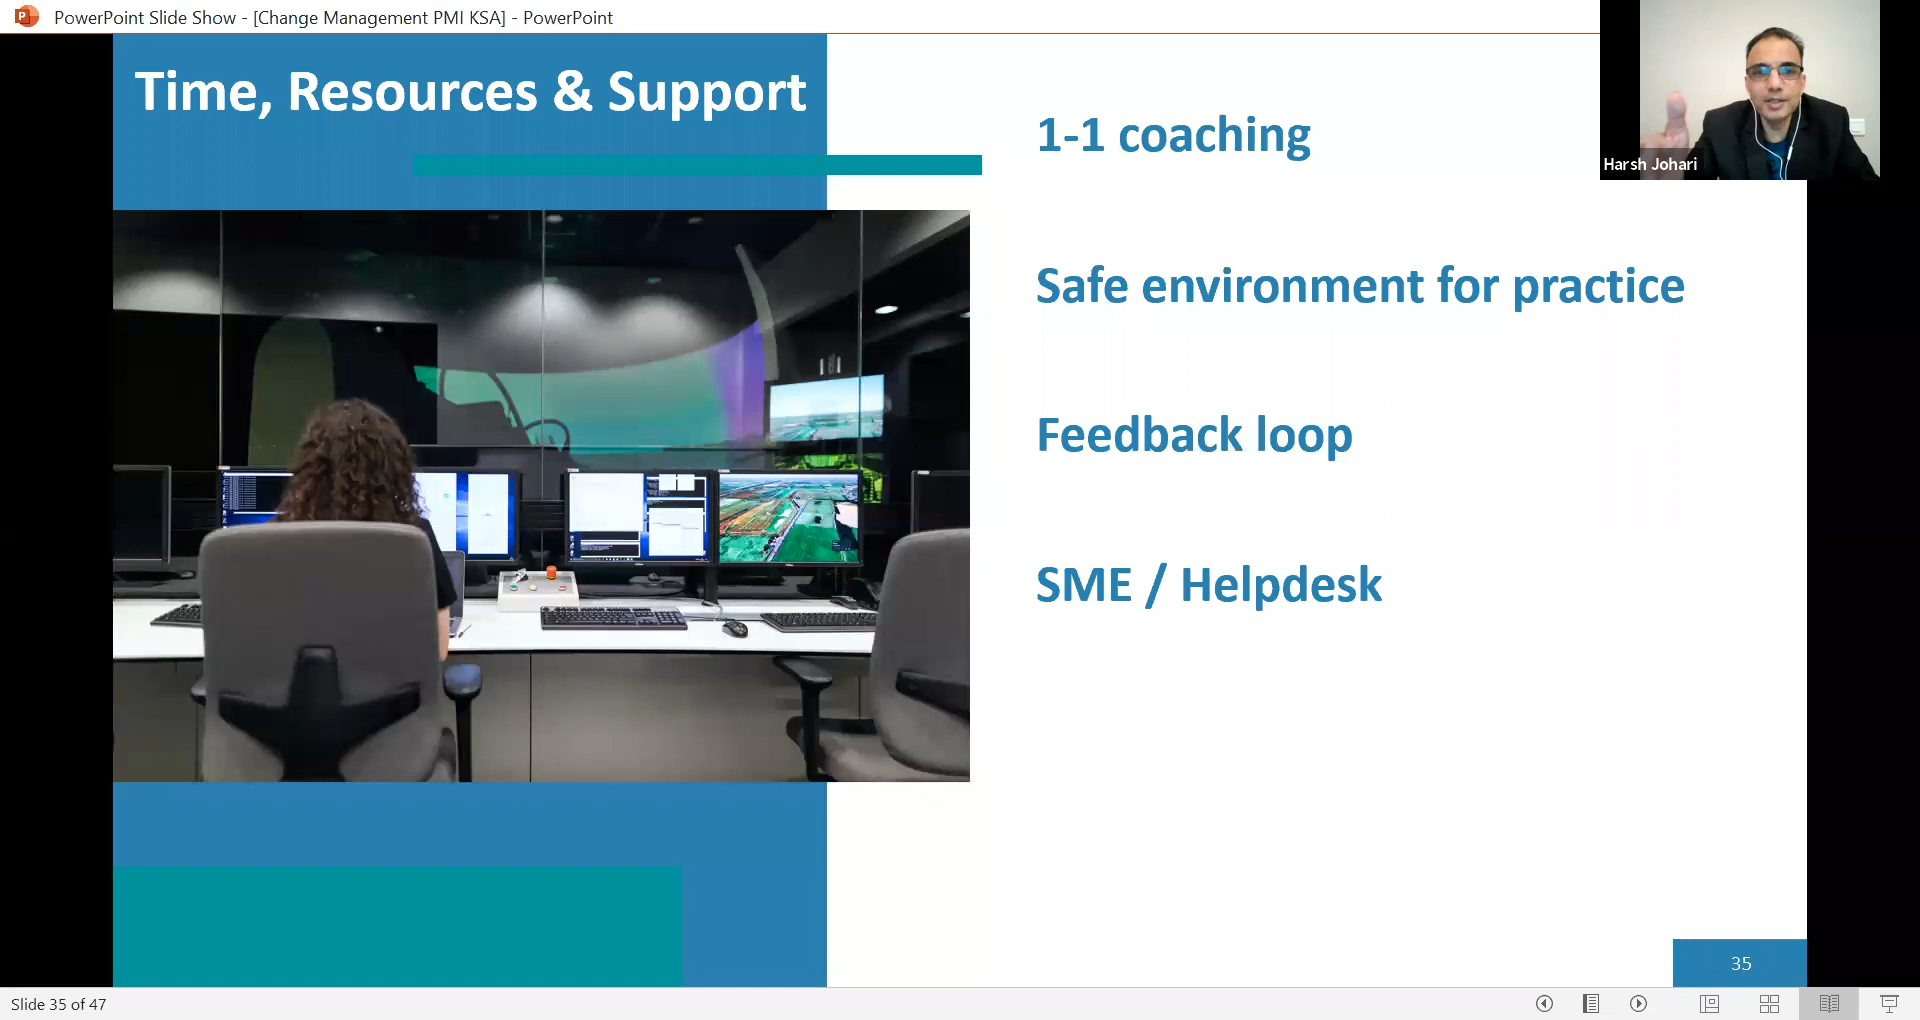 PowerPoint Slide Show - [Change Management PMI KSA] - PowerPoint
Time, Resources & Support
1-1 coaching
Harsh Johari
Safe environment for practice
Feedback loop
SME / Helpdesk
35
Slide 35 of 47